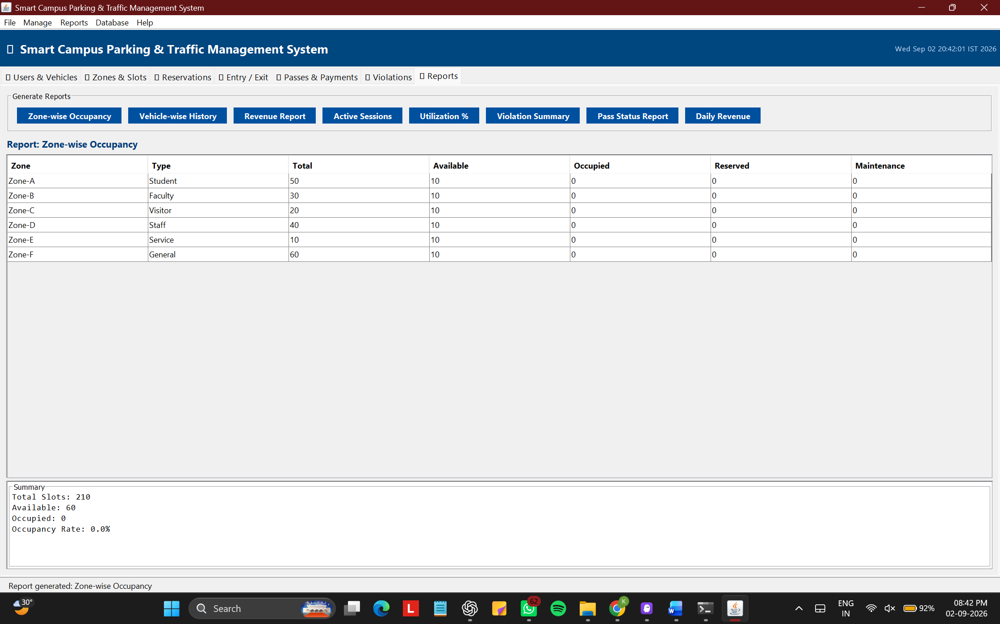 Smart Campus Parking & Traffic Management System
File Manage Reports Database Help
Smart Campus Parking & Traffic Management System
Wed Sep 02 20:42:01 IST 2026
Users & Vehicles Zones & Slots Reservations Entry / Exit Passes & Payments Violations Reports
Generate Reports
Zone-wise Occupancy Vehicle-wise History Revenue Report Active Sessions Utilization % Violation Summary Pass Status Report Daily Revenue
Report: Zone-wise Occupancy
Zone Type Total Available Occupied Reserved Maintenance
Zone-A Student 50 10 0 0 0
Zone-B Faculty 30 10 0 0 0
Zone-C Visitor 20 10 0 0 0
Zone-D Staff 40 10 0 0 0
Zone-E Service 10 10 0 0 0
Zone-F General 60 10 0 0 0
Summary
Total Slots: 210
Available: 60
Occupied: 0
Occupancy Rate: 0.0%
Report generated: Zone-wise Occupancy
30°
Search
L
62
K
W
ENG
IN
92%
08:42 PM
02-09-2026